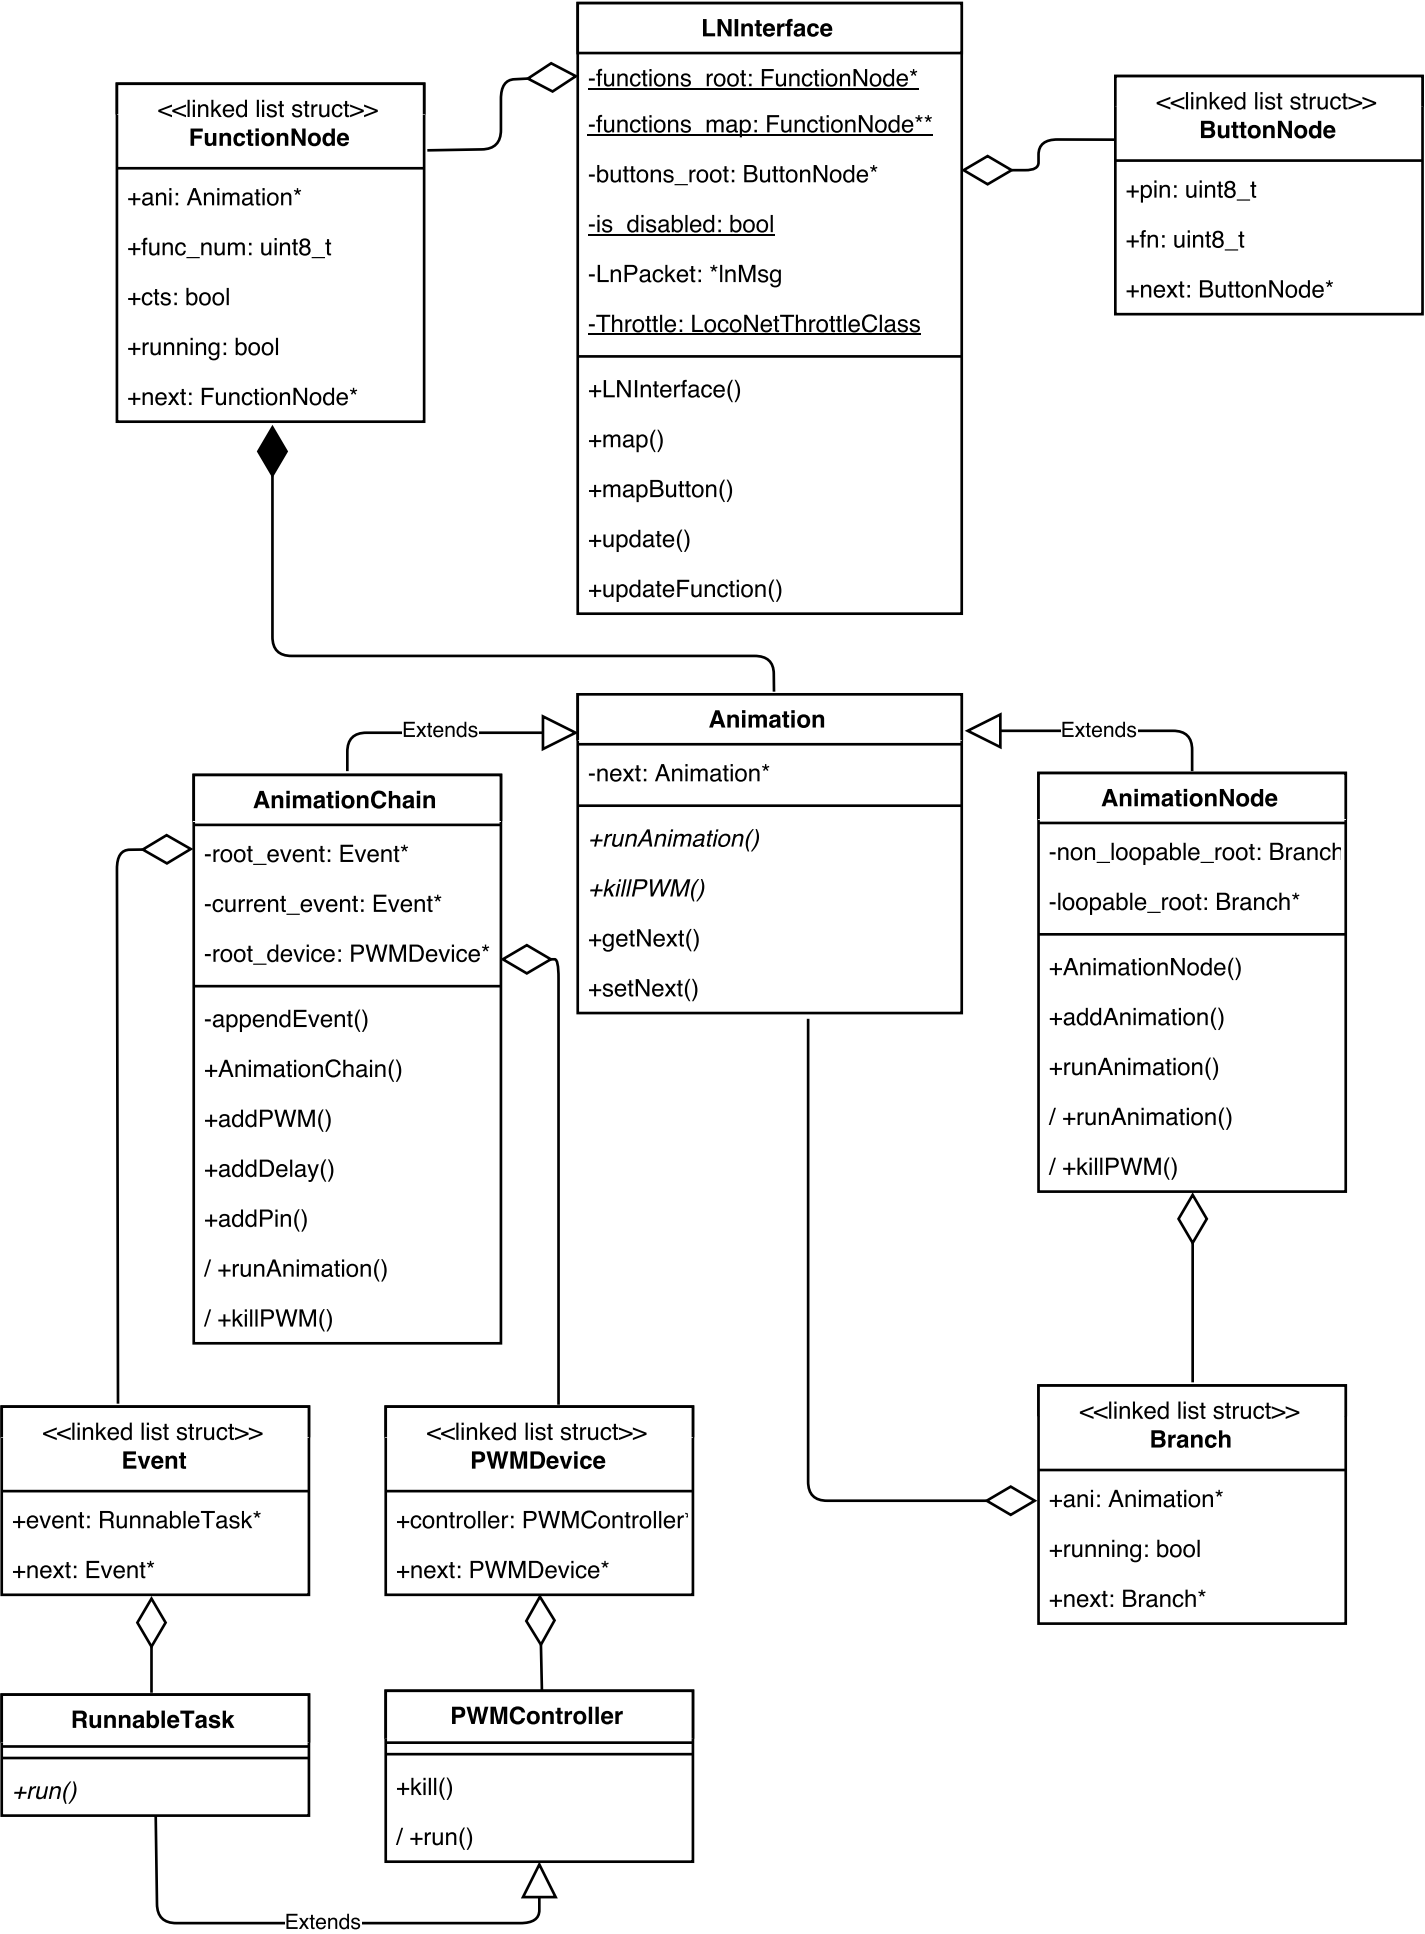 LNInterface
-functions_root: FunctionNode*
-functions_map: FunctionNode**
-buttons_root: ButtonNode*
-is_disabled: bool
-LnPacket: *lnMsg
-Throttle: LocoNetThrottleClass
+LNInterface()
+map()
+mapButton()
+update()
+updateFunction()
<<linked list struct>>
FunctionNode
+ani: Animation*
+func_num: uint8_t
+cts: bool
+running: bool
+next: FunctionNode*
<<linked list struct>>
ButtonNode
+pin: uint8_t
+fn: uint8_t
+next: ButtonNode*
Extends
Animation
-next: Animation*
+runAnimation()
+killPWM()
+getNext()
+setNext()
Extends
AnimationChain
-root_event: Event*
-current_event: Event*
-root_device: PWMDevice*
-appendEvent()
+AnimationChain()
+addPWM()
+addDelay()
+addPin()
/ +runAnimation()
/ +killPWM()
AnimationNode
-non_loopable_root: Branch
-loopable_root: Branch*
+AnimationNode()
+addAnimation()
+runAnimation()
/ +runAnimation()
/ +killPWM()
<<linked list struct>>
Event
+event: RunnableTask*
+next: Event*
<<linked list struct>>
PWMDevice
+controller: PWMController*
+next: PWMDevice*
<<linked list struct>>
Branch
+ani: Animation*
+running: bool
+next: Branch*
RunnableTask
+run()
PWMController
+kill()
/ +run()
Extends